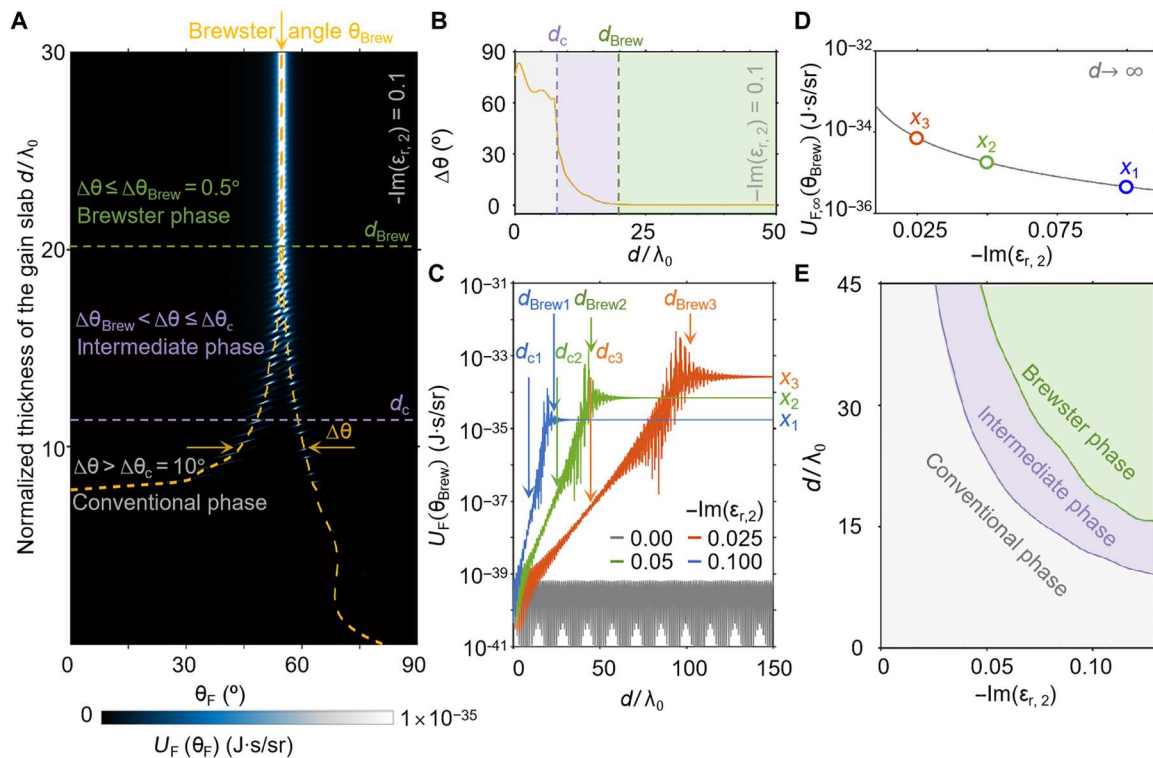 A
Brewster angle θBrew
30
20
10
Normalized thickness of the gain slab d/λ0
-Im(εr, 2) = 0.1
Δθ ≤ ΔθBrew = 0.5°
Brewster phase
dBrew
ΔθBrew < Δθ ≤ Δθc
Intermediate phase
dc
Δθ
Δθ > Δθc = 10°
Conventional phase
0 30 60 90
θF (º)
0 1 × 10−35
UF (θF) (J·s/sr)
B
dc dBrew
90
60
30
0
Δθ (º)
-Im(εr, 2) = 0.1
0 10 20 30 40 50
d/λ0
C
10−31
10−33
10−35
10−37
10−39
10−41
UF(θBrew) (J·s/sr)
dBrew1 dBrew2 dBrew3
dc1 dc2 dc3
x3
x2
x1
−Im(εr,2)
0.00 0.025
0.05 0.100
0 50 100 150
d/λ0
D
10−32
10−34
10−36
UF,∞(θBrew) (J·s/sr)
d→ ∞
x3
x2
x1
0.025 0.075
−Im(εr, 2)
E
45
30
15
0
d/λ0
Brewster phase
Intermediate phase
Conventional phase
0 0.05 0.10
−Im(εr, 2)